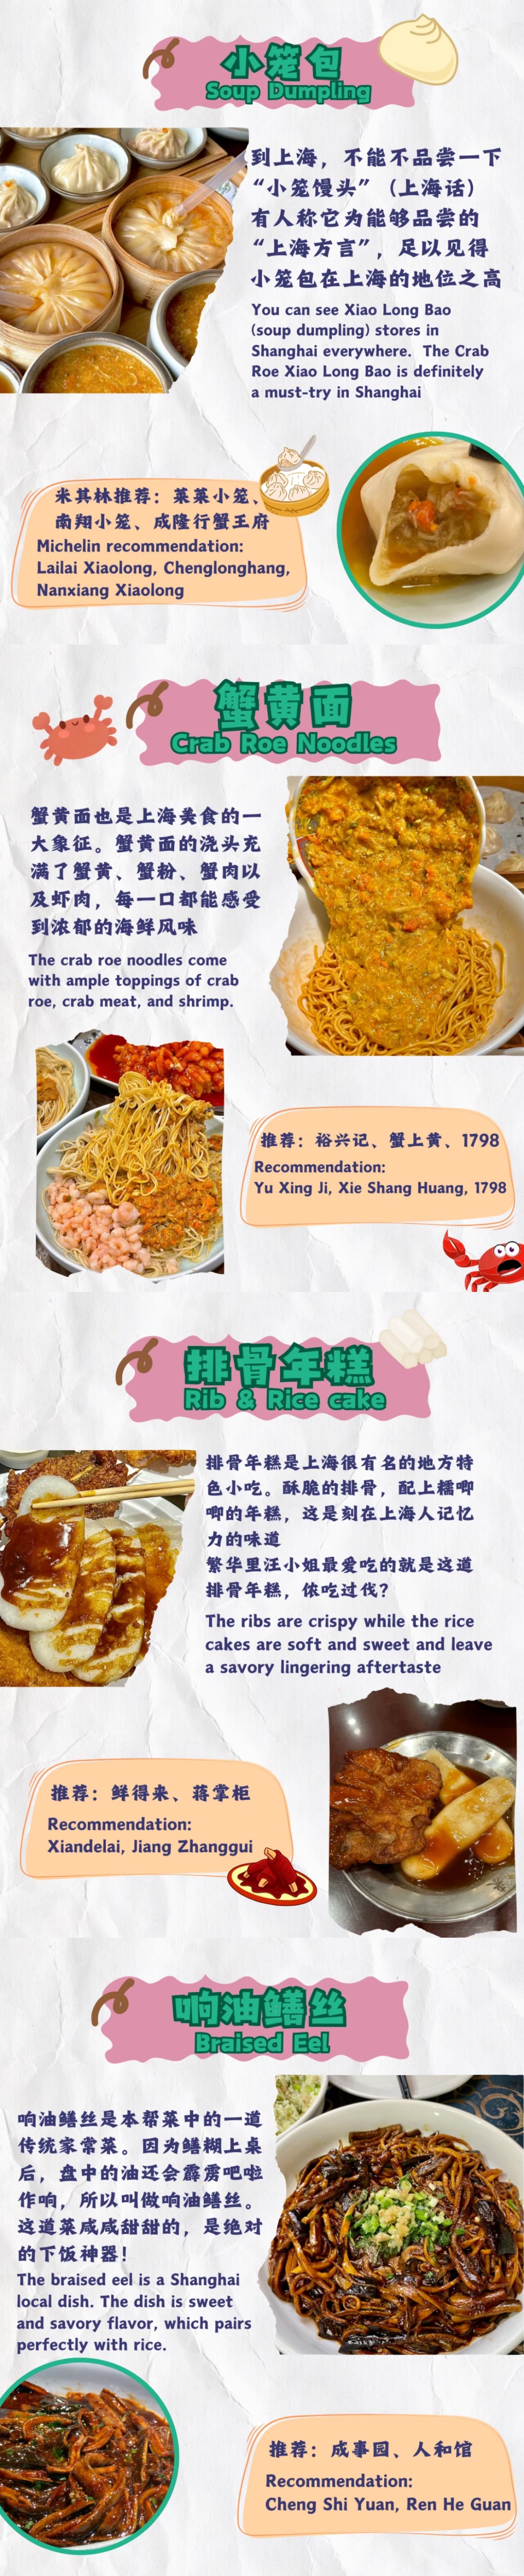 小笼包
Soup Dumpling
到上海，不能不品尝一下
“小笼馒头”（上海话）
有人称它为能够品尝的
“上海方言”，足以见得
小笼包在上海的地位之高
You can see Xiao Long Bao
(soup dumpling) stores in
Shanghai everywhere. The Crab
Roe Xiao Long Bao is definitely
a must-try in Shanghai
米其林推荐：莱莱小笼、
南翔小笼、成隆行蟹王府
Michelin recommendation:
Lailai Xiaolong, Chenglonghang,
Nanxiang Xiaolong
蟹黄面
Crab Roe Noodles
蟹黄面也是上海美食的一
大象征。蟹黄面的浇头充
满了蟹黄、蟹粉、蟹肉以
及虾肉，每一口都能感受
到浓郁的海鲜风味
The crab roe noodles come
with ample toppings of crab
roe, crab meat, and shrimp.
推荐：裕兴记、蟹上黄、1798
Recommendation:
Yu Xing Ji, Xie Shang Huang, 1798
排骨年糕
Rib & Rice cake
排骨年糕是上海很有名的地方特
色小吃。酥脆的排骨，配上糯唧
唧的年糕，这是刻在上海人记忆
力的味道
繁华里汪小姐最爱吃的就是这道
排骨年糕，侬吃过伐？
The ribs are crispy while the rice
cakes are soft and sweet and leave
a savory lingering aftertaste
推荐：鲜得来、蒋掌柜
Recommendation:
Xiandelai, Jiang Zhanggui
响油鳝丝
Braised Eel
响油鳝丝是本帮菜中的一道
传统家常菜。因为鳝糊上桌
后，盘中的油还会霹雳吧啦
作响，所以叫做响油鳝丝。
这道菜咸咸甜甜的，是绝对
的下饭神器！
The braised eel is a Shanghai
local dish. The dish is sweet
and savory flavor, which pairs
perfectly with rice.
推荐：成事园、人和馆
Recommendation:
Cheng Shi Yuan, Ren He Guan